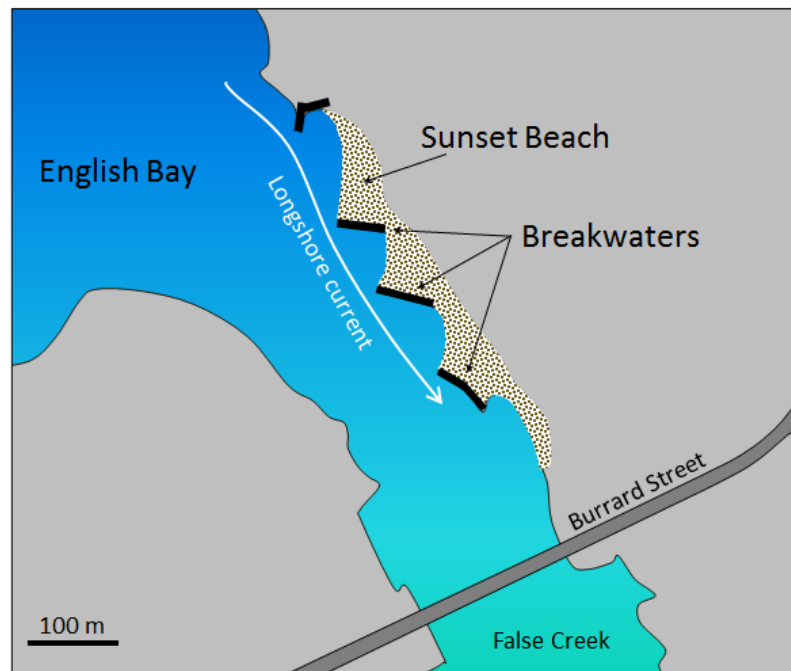 Sunset Beach
English Bay
Breakwaters
Longshore current
Burrard Street
100 m
False Creek